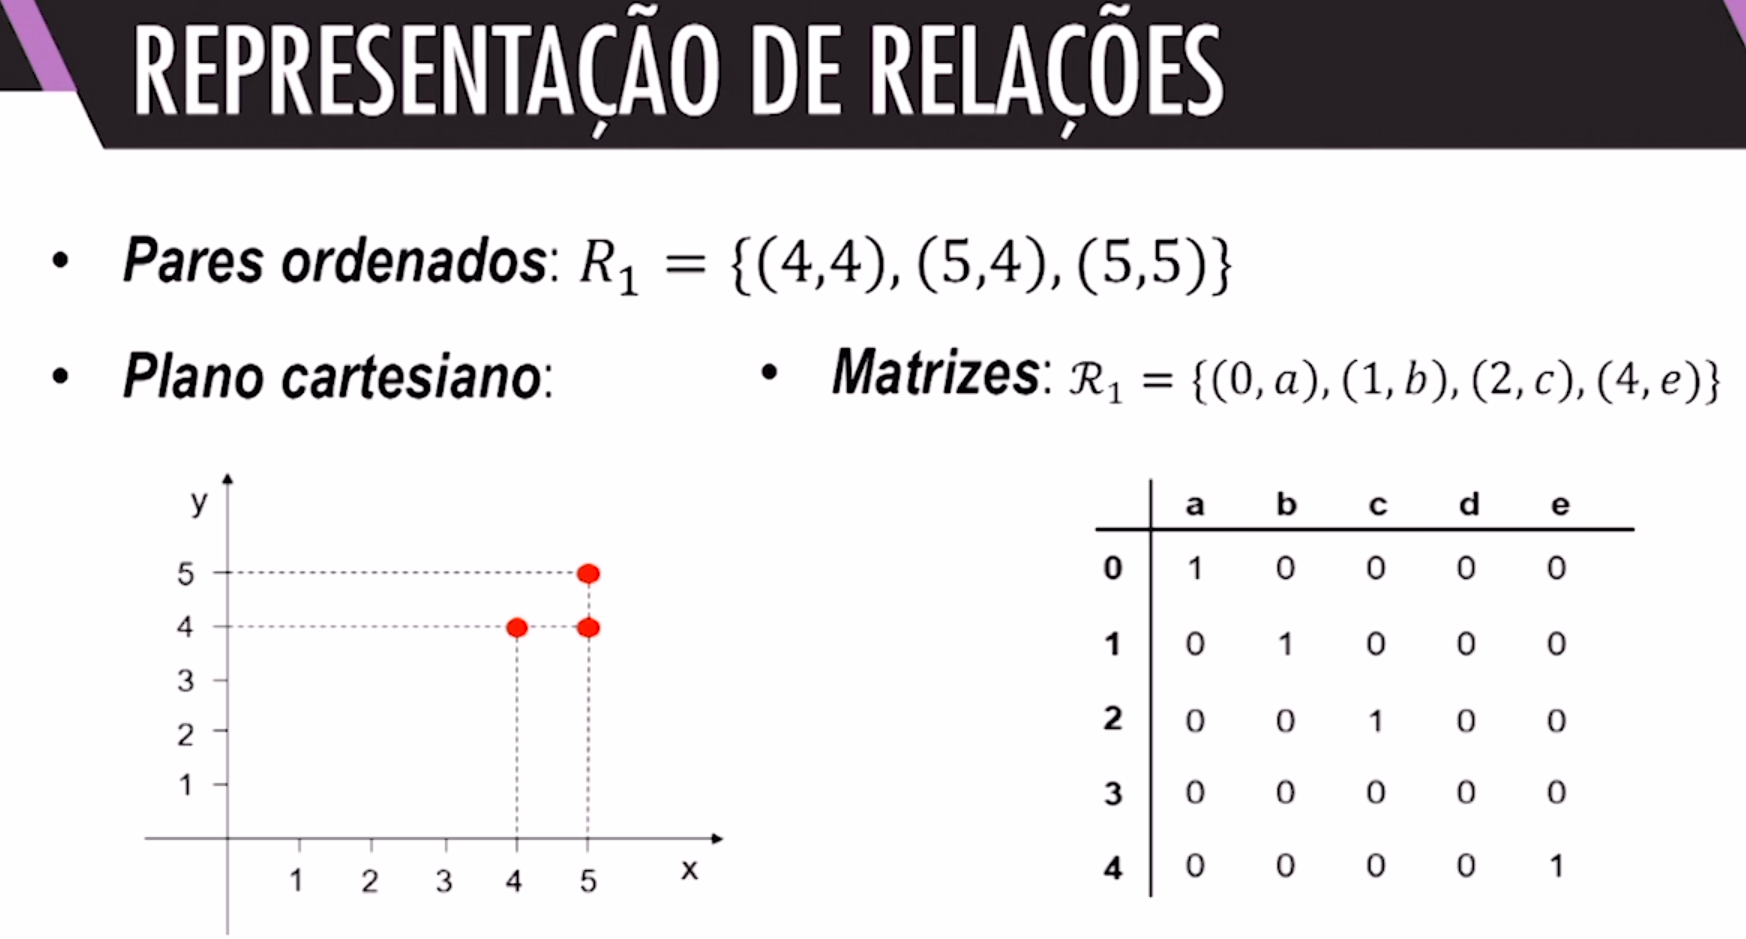 REPRESENTAÇÃO DE RELAÇÕES
• Pares ordenados: R₁ = {(4,4), (5,4), (5,5)}
• Plano cartesiano:
• Matrizes: ℛ₁ = {(0, a), (1, b), (2, c), (4, e)}
y
5
4
3
2
1
1 2 3 4 5 x
a b c d e
0 1 0 0 0 0
1 0 1 0 0 0
2 0 0 1 0 0
3 0 0 0 0 0
4 0 0 0 0 1